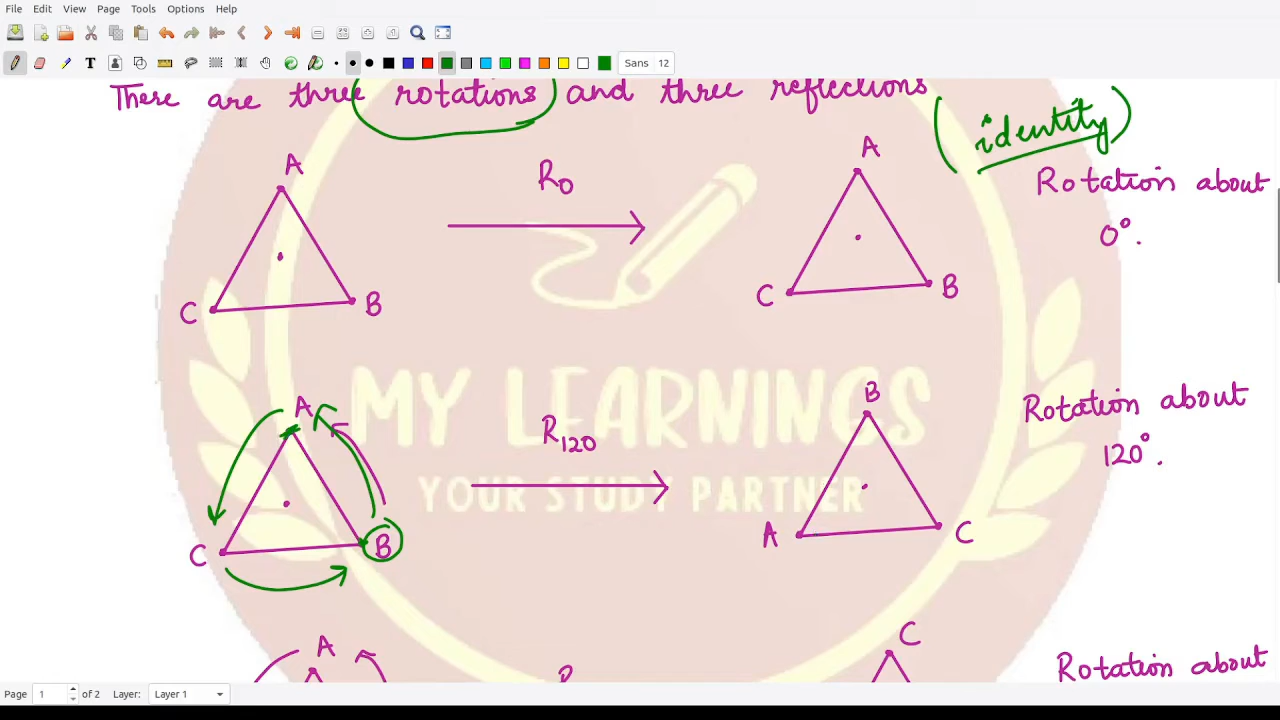 File Edit View Page Tools Options Help
Sans 12
There are three rotations and three reflections
(identity)
A
R0
A
Rotation about
0°.
C
B
C
B
MY LEARNINGS
YOUR STUDY PARTNER
A
R120
B
Rotation about
120°.
C
B
A
C
A
C
Rotation about
Page 1 of 2 Layer: Layer 1